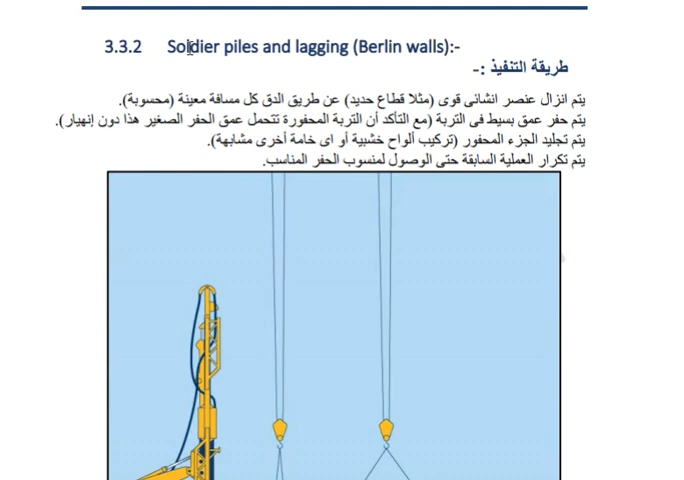 3.3.2 Soldier piles and lagging (Berlin walls):-
طريقة التنفيذ :-
يتم انزال عنصر انشائى قوى (مثلا قطاع حديد) عن طريق الدق كل مسافة معينة (محسوبة).
يتم حفر عمق بسيط فى التربة (مع التأكد أن التربة المحفورة تتحمل عمق الحفر الصغير هذا دون إنهيار).
يتم تجليد الجزء المحفور (تركيب ألواح خشبية أو اى خامة أخرى مشابهة).
يتم تكرار العملية السابقة حتى الوصول لمنسوب الحفر المناسب.